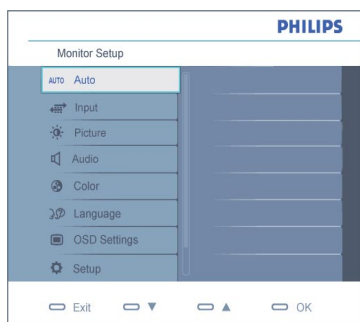 PHILIPS
Monitor Setup
AUTO Auto
Input
Picture
Audio
Color
Language
OSD Settings
Setup
Exit ▼ ▲ OK